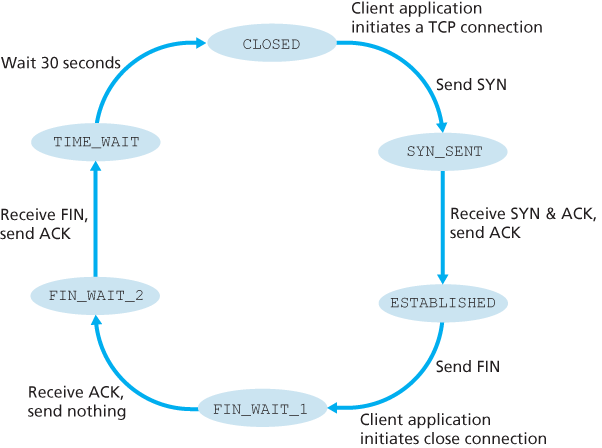 Client application
initiates a TCP connection
CLOSED
Wait 30 seconds
Send SYN
TIME_WAIT
SYN_SENT
Receive FIN,
send ACK
Receive SYN & ACK,
send ACK
FIN_WAIT_2
ESTABLISHED
Send FIN
Receive ACK,
send nothing
FIN_WAIT_1
Client application
initiates close connection